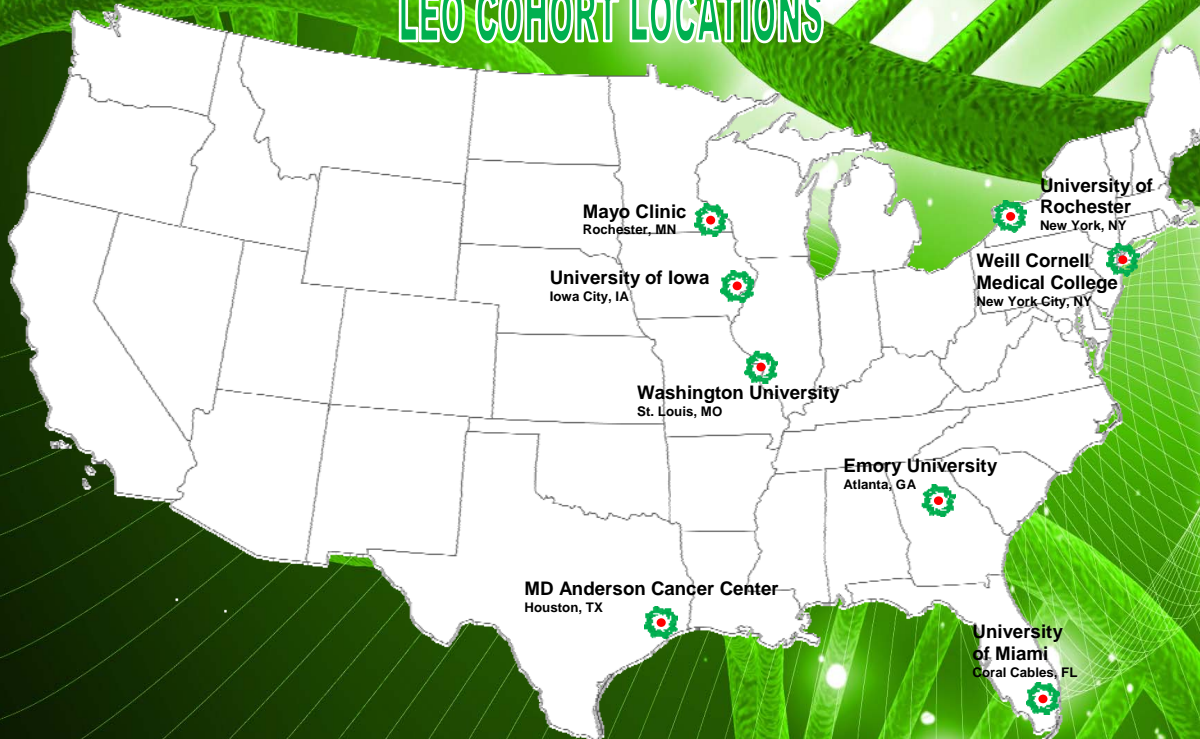 LEO COHORT LOCATIONS
University of
Rochester
New York, NY
Mayo Clinic
Rochester, MN
Weill Cornell
Medical College
New York City, NY
University of Iowa
Iowa City, IA
Washington University
St. Louis, MO
Emory University
Atlanta, GA
MD Anderson Cancer Center
Houston, TX
University
of Miami
Coral Cables, FL